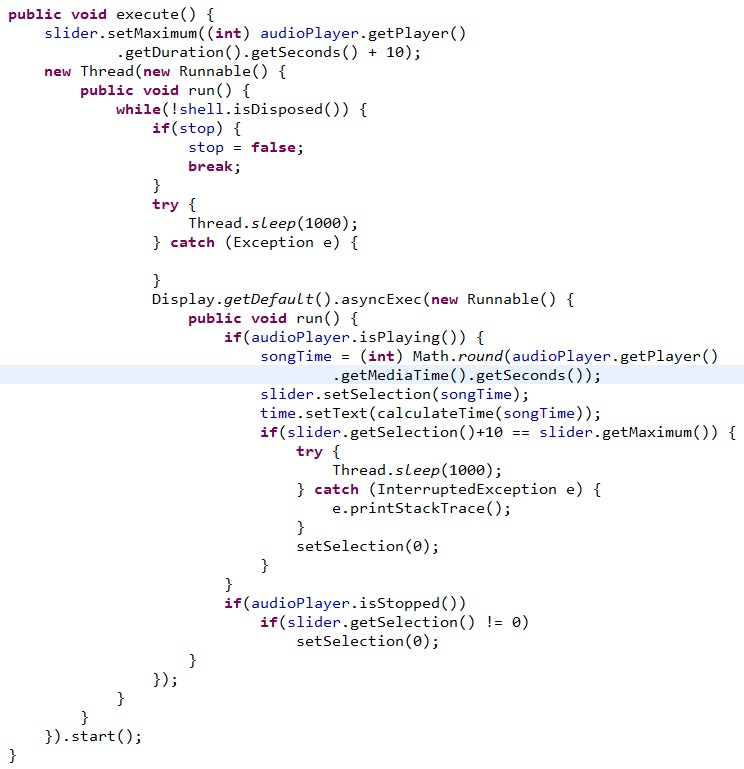 public void execute() {
    slider.setMaximum((int) audioPlayer.getPlayer()
            .getDuration().getSeconds() + 10);
    new Thread(new Runnable() {
        public void run() {
            while(!shell.isDisposed()) {
                if(stop) {
                    stop = false;
                    break;
                }
                try {
                    Thread.sleep(1000);
                } catch (Exception e) {

                }
                Display.getDefault().asyncExec(new Runnable() {
                    public void run() {
                        if(audioPlayer.isPlaying()) {
                            songTime = (int) Math.round(audioPlayer.getPlayer()
                                    .getMediaTime().getSeconds());
                            slider.setSelection(songTime);
                            time.setText(calculateTime(songTime));
                            if(slider.getSelection()+10 == slider.getMaximum()) {
                                try {
                                    Thread.sleep(1000);
                                } catch (InterruptedException e) {
                                    e.printStackTrace();
                                }
                                setSelection(0);
                            }
                        }
                        if(audioPlayer.isStopped())
                            if(slider.getSelection() != 0)
                                setSelection(0);
                    }
                });
            }
        }
    }).start();
}